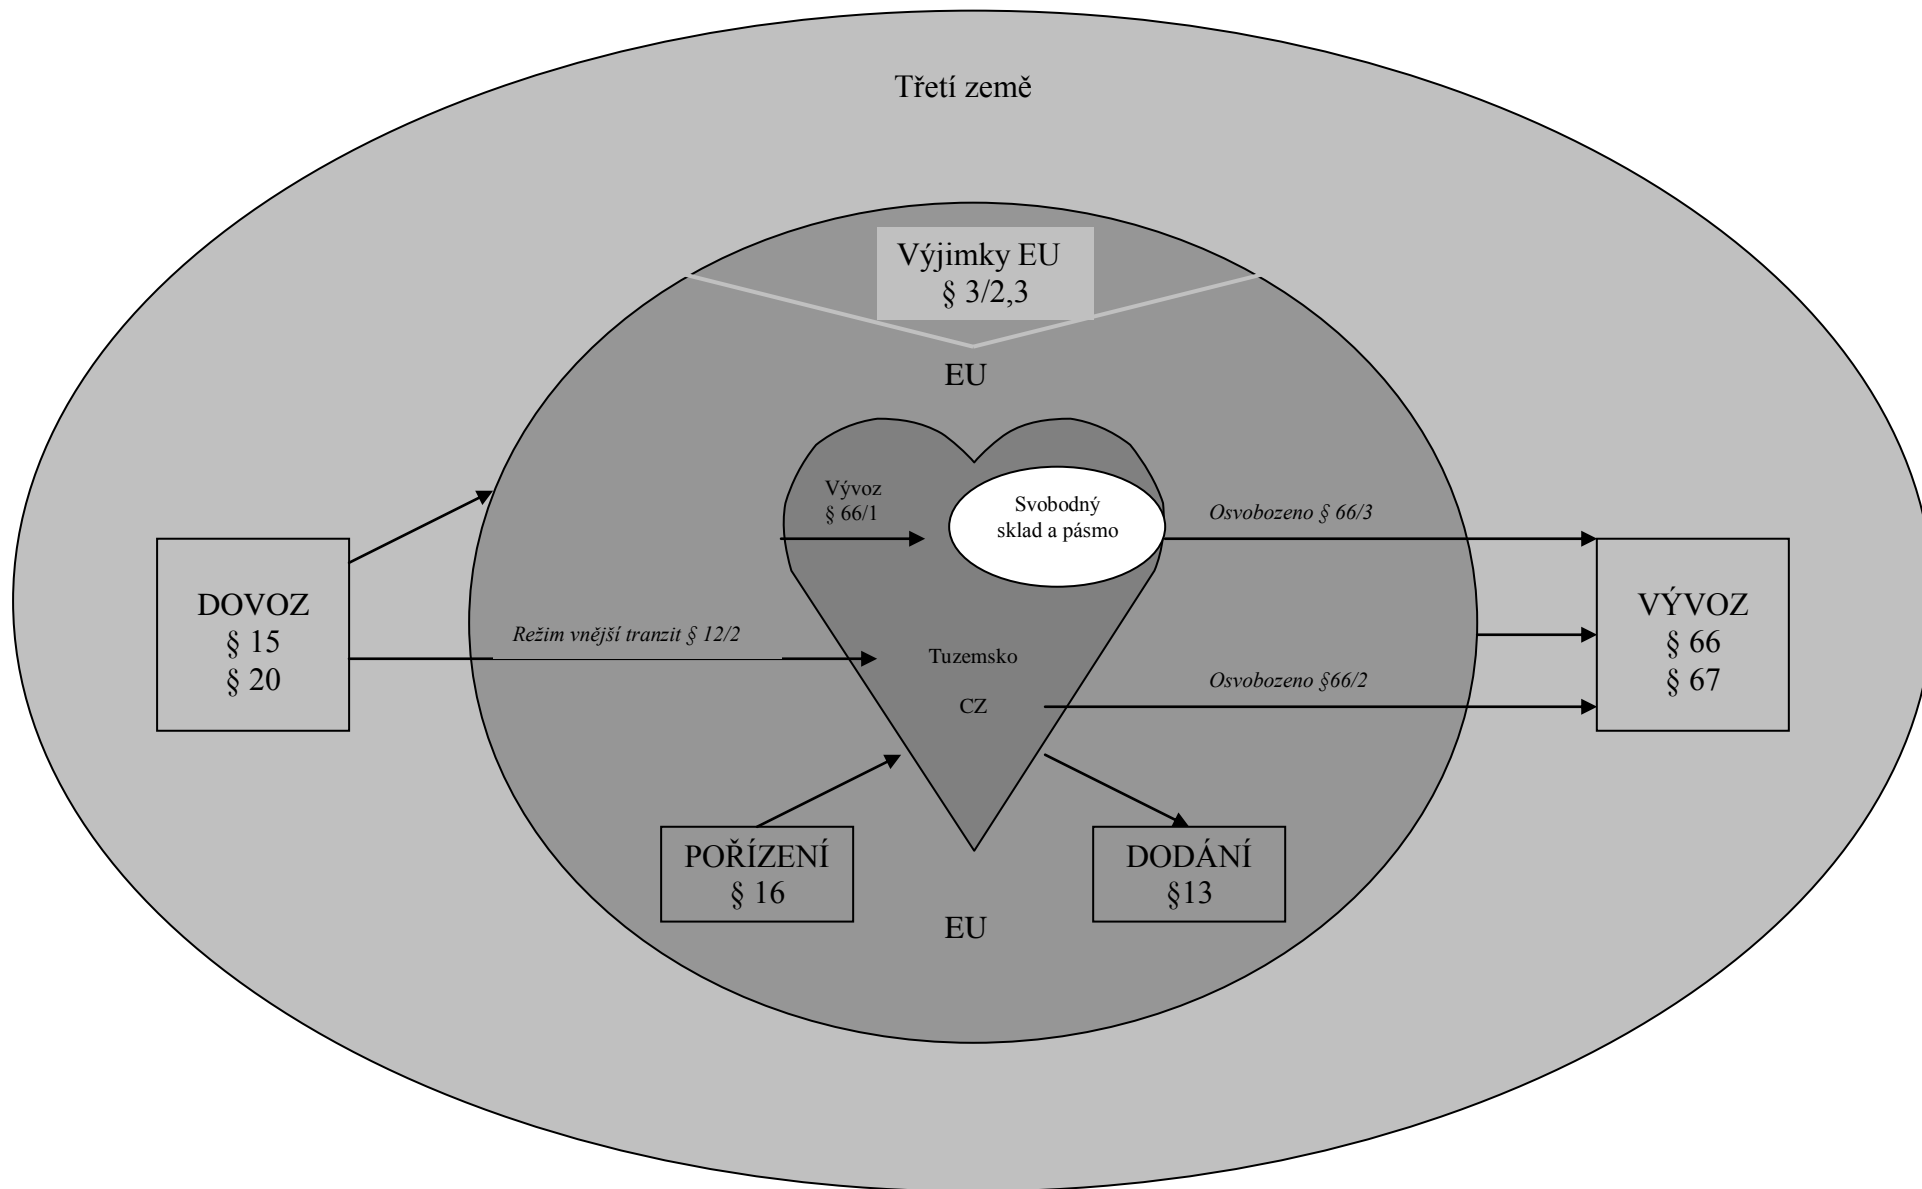 Třetí země
Výjimky EU
§ 3/2,3
EU
Vývoz
§ 66/1
Svobodný
sklad a pásmo
Osvobozeno § 66/3
DOVOZ
§ 15
§ 20
Režim vnější tranzit § 12/2
Tuzemsko
CZ
Osvobozeno §66/2
VÝVOZ
§ 66
§ 67
POŘÍZENÍ
§ 16
DODÁNÍ
§13
EU